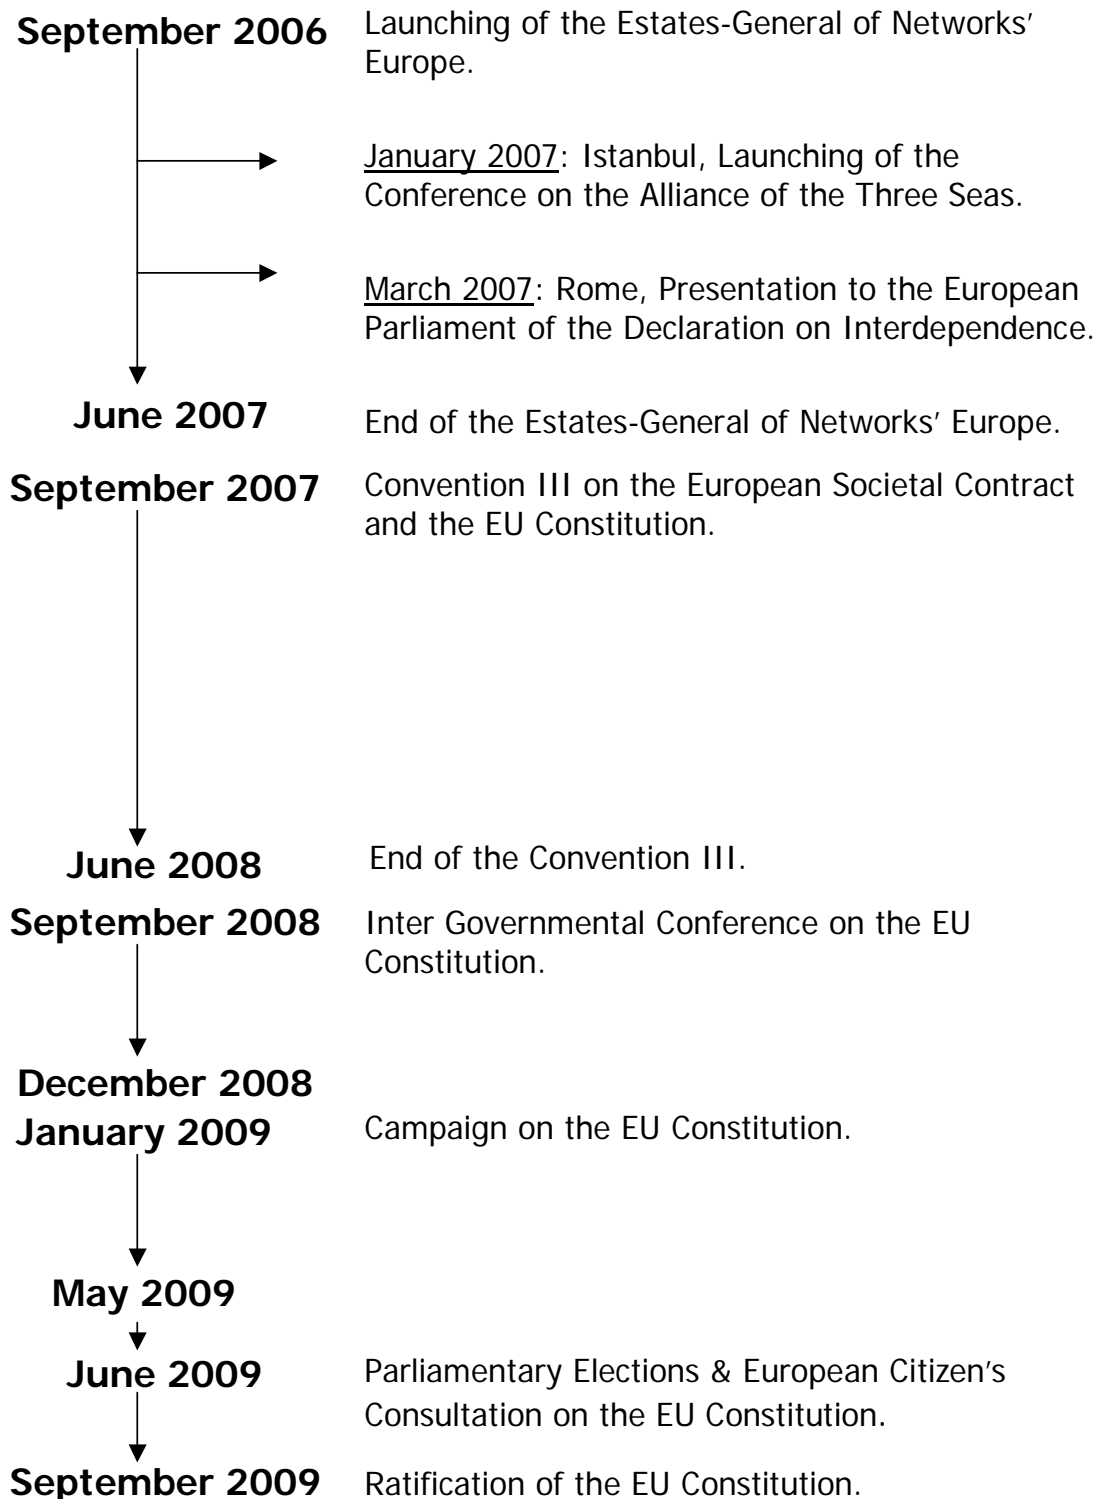 September 2006 Launching of the Estates-General of Networks’
Europe.
January 2007: Istanbul, Launching of the
Conference on the Alliance of the Three Seas.
March 2007: Rome, Presentation to the European
Parliament of the Declaration on Interdependence.
June 2007 End of the Estates-General of Networks’ Europe.
September 2007 Convention III on the European Societal Contract
and the EU Constitution.
June 2008 End of the Convention III.
September 2008 Inter Governmental Conference on the EU
Constitution.
December 2008
January 2009 Campaign on the EU Constitution.
May 2009
June 2009 Parliamentary Elections & European Citizen’s
Consultation on the EU Constitution.
September 2009 Ratification of the EU Constitution.